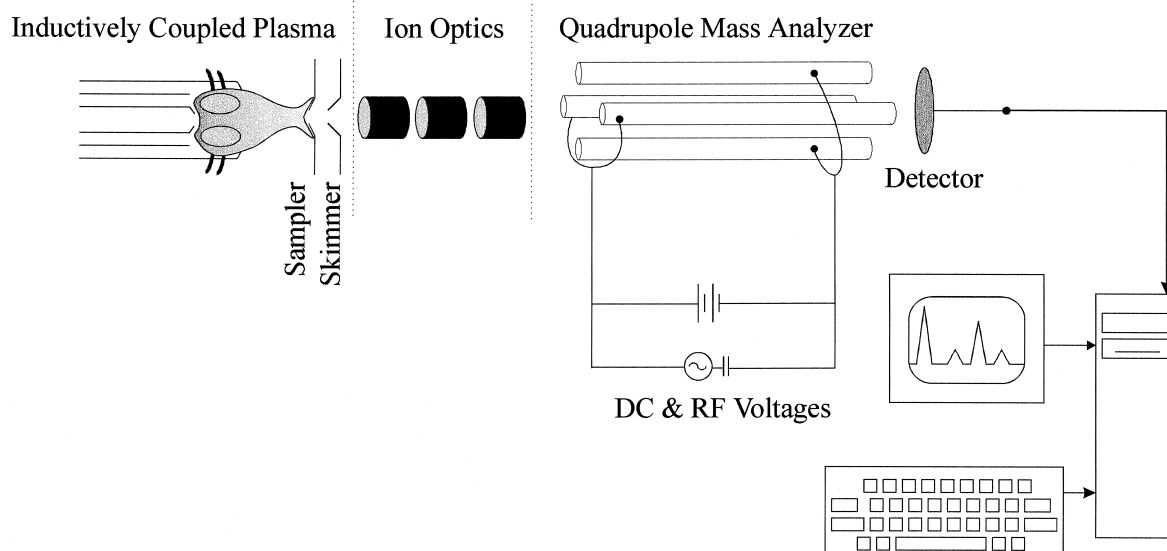 Inductively Coupled Plasma
Ion Optics
Quadrupole Mass Analyzer
Detector
Sampler
Skimmer
DC & RF Voltages